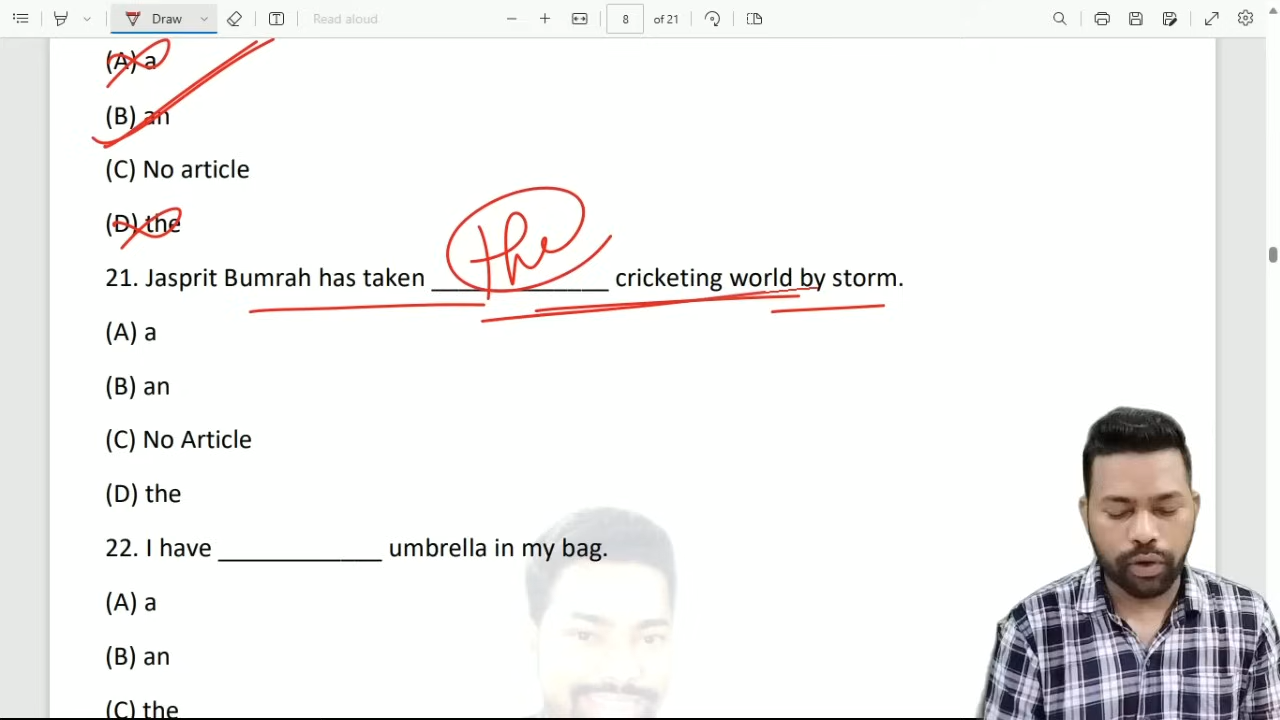 Draw
Read aloud
8 of 21
(A) a
(B) an
(C) No article
(D) the
the
21. Jasprit Bumrah has taken _____________ cricketing world by storm.
(A) a
(B) an
(C) No Article
(D) the
22. I have ____________ umbrella in my bag.
(A) a
(B) an
(C) the